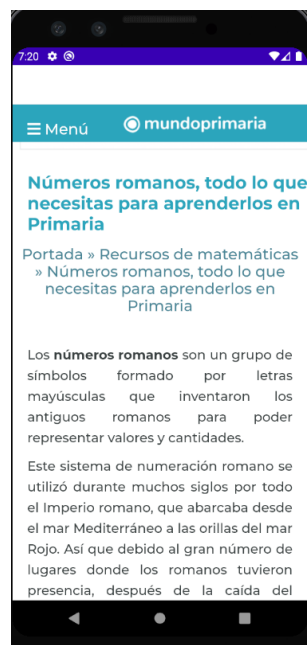 7:20
Menú
mundoprimaria
Números romanos, todo lo que
necesitas para aprenderlos en
Primaria
Portada » Recursos de matemáticas
» Números romanos, todo lo que
necesitas para aprenderlos en
Primaria
Los números romanos son un grupo de
símbolos formado por letras
mayúsculas que inventaron los
antiguos romanos para poder
representar valores y cantidades.
Este sistema de numeración romano se
utilizó durante muchos siglos por todo
el Imperio romano, que abarcaba desde
el mar Mediterráneo a las orillas del mar
Rojo. Así que debido al gran número de
lugares donde los romanos tuvieron
presencia, después de la caída del